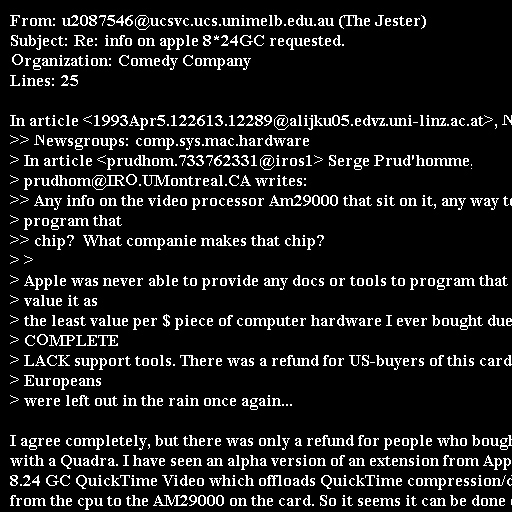 From: u2087546@ucsvc.ucs.unimelb.edu.au (The Jester)
Subject: Re: info on apple 8*24GC requested.
Organization: Comedy Company
Lines: 25

In article <1993Apr5.122613.12289@alijku05.edvz.uni-linz.ac.at>, N
>> Newsgroups: comp.sys.mac.hardware
> In article <prudhom.733762331@iros1> Serge Prud'homme,
> prudhom@IRO.UMontreal.CA writes:
>> Any info on the video processor Am29000 that sit on it, any way to
> program that
>> chip?  What companie makes that chip?
> >
> Apple was never able to provide any docs or tools to program that
> value it as
> the least value per $ piece of computer hardware I ever bought due
> COMPLETE
> LACK support tools. There was a refund for US-buyers of this card
> Europeans
> were left out in the rain once again...

I agree completely, but there was only a refund for people who bough
with a Quadra. I have seen an alpha version of an extension from App
8.24 GC QuickTime Video which offloads QuickTime compression/d
from the cpu to the AM29000 on the card. So it seems it can be done